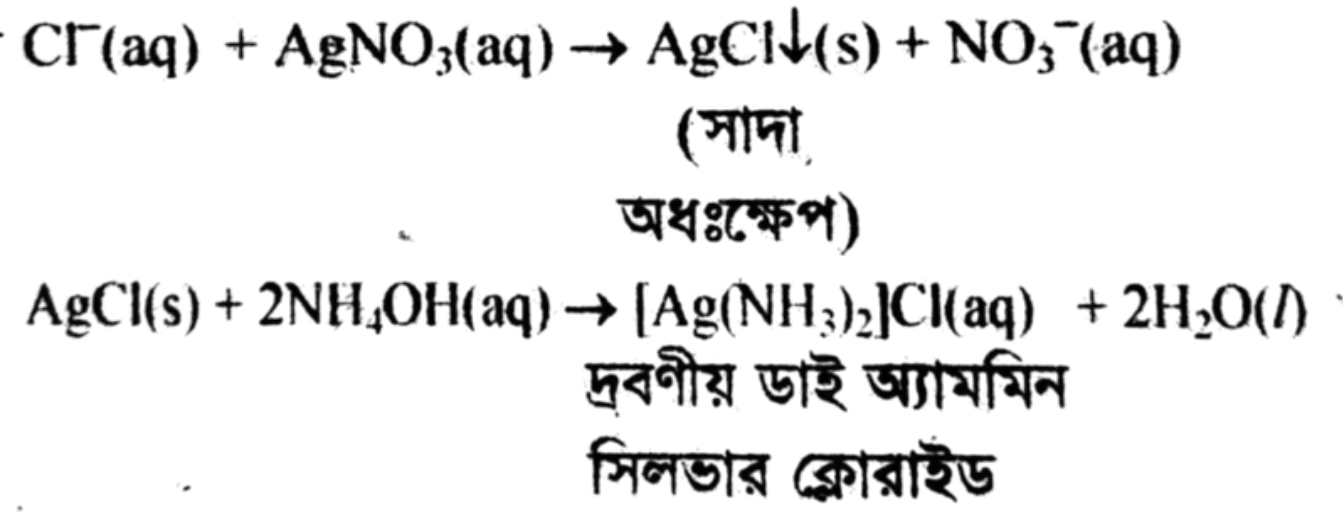 Cl⁻(aq) + AgNO₃(aq) → AgCl↓(s) + NO₃⁻(aq)
(সাদা
অধঃক্ষেপ)
AgCl(s) + 2NH₄OH(aq) → [Ag(NH₃)₂]Cl(aq) + 2H₂O(l)
দ্রবণীয় ডাই অ্যামমিন
সিলভার ক্লোরাইড